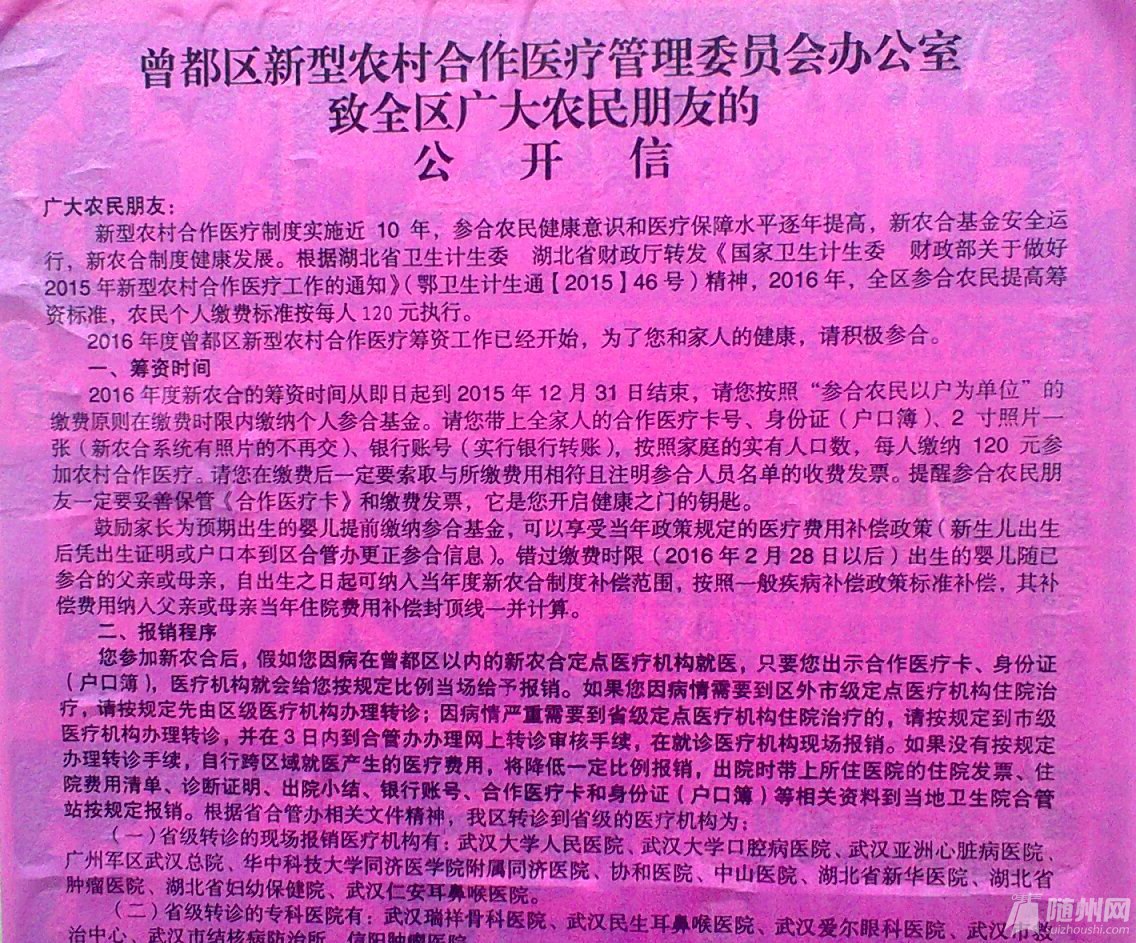 曾都区新型农村合作医疗管理委员会办公室
致全区广大农民朋友的
公开信
广大农民朋友：
新型农村合作医疗制度实施近 10 年，参合农民健康意识和医疗保障水平逐年提高，新农合基金安全运
行，新农合制度健康发展。根据湖北省卫生计生委 湖北省财政厅转发《国家卫生计生委 财政部关于做好
2015 年新型农村合作医疗工作的通知》（鄂卫生计生通【2015】46 号）精神，2016 年，全区参合农民提高筹
资标准，农民个人缴费标准按每人 120 元执行。
2016 年度曾都区新型农村合作医疗筹资工作已经开始，为了您和家人的健康，请积极参合。
一、筹资时间
2016 年度新农合的筹资时间从即日起到 2015 年 12 月 31 日结束，请您按照“参合农民以户为单位”的
缴费原则在缴费时限内缴纳个人参合基金。请您带上全家人的合作医疗卡号、身份证（户口簿）、2 寸照片一
张（新农合系统有照片的不再交）、银行账号（实行银行转账），按照家庭的实有人口数，每人缴纳 120 元参
加农村合作医疗。请您在缴费后一定要索取与所缴费用相符且注明参合人员名单的收费发票。提醒参合农民朋
友一定要妥善保管《合作医疗卡》和缴费发票，它是您开启健康之门的钥匙。
鼓励家长为预期出生的婴儿提前缴纳参合基金，可以享受当年政策规定的医疗费用补偿政策（新生儿出生
后凭出生证明或户口本到区合管办更正参合信息）。错过缴费时限（2016 年 2 月 28 日以后）出生的婴儿随已
参合的父亲或母亲，自出生之日起可纳入当年度新农合制度补偿范围，按照一般疾病补偿政策标准补偿，其补
偿费用纳入父亲或母亲当年住院费用补偿封顶线一并计算。
二、报销程序
您参加新农合后，假如您因病在曾都区以内的新农合定点医疗机构就医，只要您出示合作医疗卡、身份证
（户口簿），医疗机构就会给您按规定比例当场给予报销。如果您因病情需要到区外市级定点医疗机构住院治
疗，请按规定先由区级医疗机构办理转诊；因病情严重需要到省级定点医疗机构住院治疗的，请按规定到市级
医疗机构办理转诊，并在 3 日内到合管办办理网上转诊审核手续，在就诊医疗机构现场报销。如果没有按规定
办理转诊手续，自行跨区域就医产生的医疗费用，将降低一定比例报销，出院时带上所住医院的住院发票、住
院费用清单、诊断证明、出院小结、银行账号、合作医疗卡和身份证（户口簿）等相关资料到当地卫生院合管
站按规定报销。根据省合管办相关文件精神，我区转诊到省级的医疗机构为：
（一）省级转诊的现场报销医疗机构有：武汉大学人民医院、武汉大学口腔病医院、武汉亚洲心脏病医院、
广州军区武汉总院、华中科技大学同济医学院附属同济医院、协和医院、中山医院、湖北省新华医院、湖北省
肿瘤医院、湖北省妇幼保健院、武汉仁安耳鼻喉医院。
（二）省级转诊的专科医院有：武汉瑞祥骨科医院、武汉民生耳鼻喉医院、武汉爱尔眼科医院、武汉市救
治中心、武汉市结核病防治所、信阳肿瘤医院
随州网
suizhoushi.com